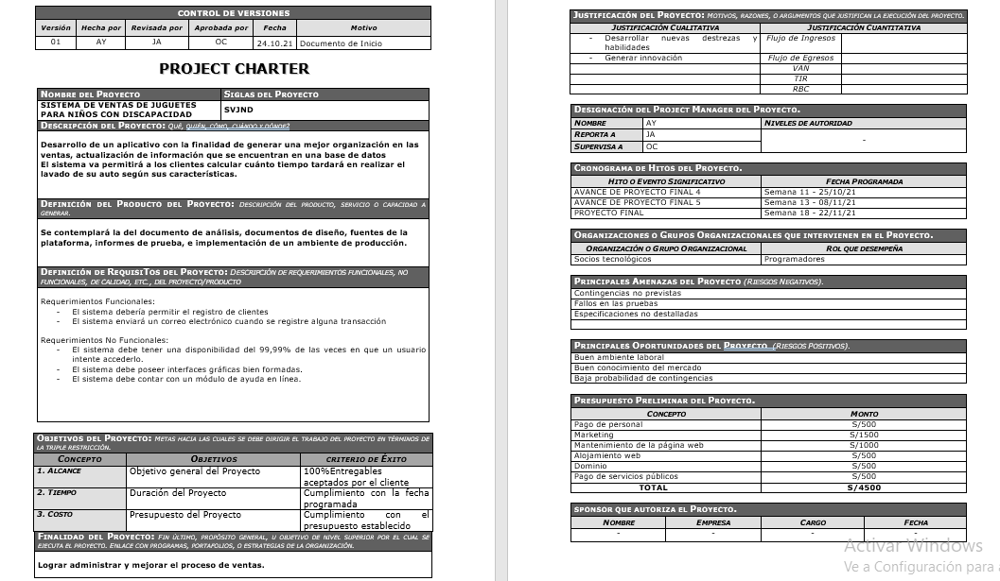 CONTROL DE VERSIONES
Versión Hecha por Revisada por Aprobada por Fecha Motivo
01 AY JA OC 24.10.21 Documento de Inicio
PROJECT CHARTER
NOMBRE DEL PROYECTO SIGLAS DEL PROYECTO
SISTEMA DE VENTAS DE JUGUETES
PARA NIÑOS CON DISCAPACIDAD
SVJND
DESCRIPCIÓN DEL PROYECTO: QUÉ, QUIÉN, CÓMO, CUÁNDO Y DÓNDE?
Desarrollo de un aplicativo con la finalidad de generar una mejor organización en las
ventas, actualización de información que se encuentran en una base de datos
El sistema va permitirá a los clientes calcular cuánto tiempo tardará en realizar el
lavado de su auto según sus características.
DEFINICIÓN DEL PRODUCTO DEL PROYECTO: DESCRIPCIÓN DEL PRODUCTO, SERVICIO O CAPACIDAD A
GENERAR.
Se contemplará la del documento de análisis, documentos de diseño, fuentes de la
plataforma, informes de prueba, e implementación de un ambiente de producción.
DEFINICIÓN DE REQUISITOS DEL PROYECTO: DESCRIPCIÓN DE REQUERIMIENTOS FUNCIONALES, NO
FUNCIONALES, DE CALIDAD, ETC., DEL PROYECTO/PRODUCTO
Requerimientos Funcionales:
- El sistema debería permitir el registro de clientes
- El sistema enviará un correo electrónico cuando se registre alguna transacción
Requerimientos No Funcionales:
- El sistema debe tener una disponibilidad del 99,99% de las veces en que un usuario
intente accederlo.
- El sistema debe poseer interfaces gráficas bien formadas.
- El sistema debe contar con un módulo de ayuda en línea.
OBJETIVOS DEL PROYECTO: METAS HACIA LAS CUALES SE DEBE DIRIGIR EL TRABAJO DEL PROYECTO EN TÉRMINOS DE
LA TRIPLE RESTRICCIÓN.
CONCEPTO OBJETIVOS CRITERIO DE ÉXITO
1. ALCANCE Objetivo general del Proyecto 100%Entregables
aceptados por el cliente
2. TIEMPO Duración del Proyecto Cumplimiento con la fecha
programada
3. COSTO Presupuesto del Proyecto Cumplimiento con el
presupuesto establecido
FINALIDAD DEL PROYECTO: FIN ÚLTIMO, PROPÓSITO GENERAL, U OBJETIVO DE NIVEL SUPERIOR POR EL CUAL SE
EJECUTA EL PROYECTO. ENLACE CON PROGRAMAS, PORTAFOLIOS, O ESTRATEGIAS DE LA ORGANIZACIÓN.
Lograr administrar y mejorar el proceso de ventas.
JUSTIFICACIÓN DEL PROYECTO: MOTIVOS, RAZONES, O ARGUMENTOS QUE JUSTIFICAN LA EJECUCIÓN DEL PROYECTO.
JUSTIFICACIÓN CUALITATIVA JUSTIFICACIÓN CUANTITATIVA
- Desarrollar nuevas destrezas y
habilidades
Flujo de Ingresos
- Generar innovación Flujo de Egresos
VAN
TIR
RBC
DESIGNACIÓN DEL PROJECT MANAGER DEL PROYECTO.
NOMBRE AY NIVELES DE AUTORIDAD
REPORTA A JA
-
SUPERVISA A OC
CRONOGRAMA DE HITOS DEL PROYECTO.
HITO O EVENTO SIGNIFICATIVO FECHA PROGRAMADA
AVANCE DE PROYECTO FINAL 4 Semana 11 - 25/10/21
AVANCE DE PROYECTO FINAL 5 Semana 13 - 08/11/21
PROYECTO FINAL Semana 18 - 22/11/21
ORGANIZACIONES O GRUPOS ORGANIZACIONALES QUE INTERVIENEN EN EL PROYECTO.
ORGANIZACIÓN O GRUPO ORGANIZACIONAL ROL QUE DESEMPEÑA
Socios tecnológicos Programadores
PRINCIPALES AMENAZAS DEL PROYECTO (RIESGOS NEGATIVOS).
Contingencias no previstas
Fallos en las pruebas
Especificaciones no destalladas
PRINCIPALES OPORTUNIDADES DEL PROYECTO (RIESGOS POSITIVOS).
Buen ambiente laboral
Buen conocimiento del mercado
Baja probabilidad de contingencias
PRESUPUESTO PRELIMINAR DEL PROYECTO.
CONCEPTO MONTO
Pago de personal S/500
Marketing S/1500
Mantenimiento de la página web S/1000
Alojamiento web S/500
Dominio S/500
Pago de servicios públicos S/500
TOTAL S/4500
SPONSOR QUE AUTORIZA EL PROYECTO.
NOMBRE EMPRESA CARGO FECHA
- - - -
Activar Windows
Ve a Configuración para